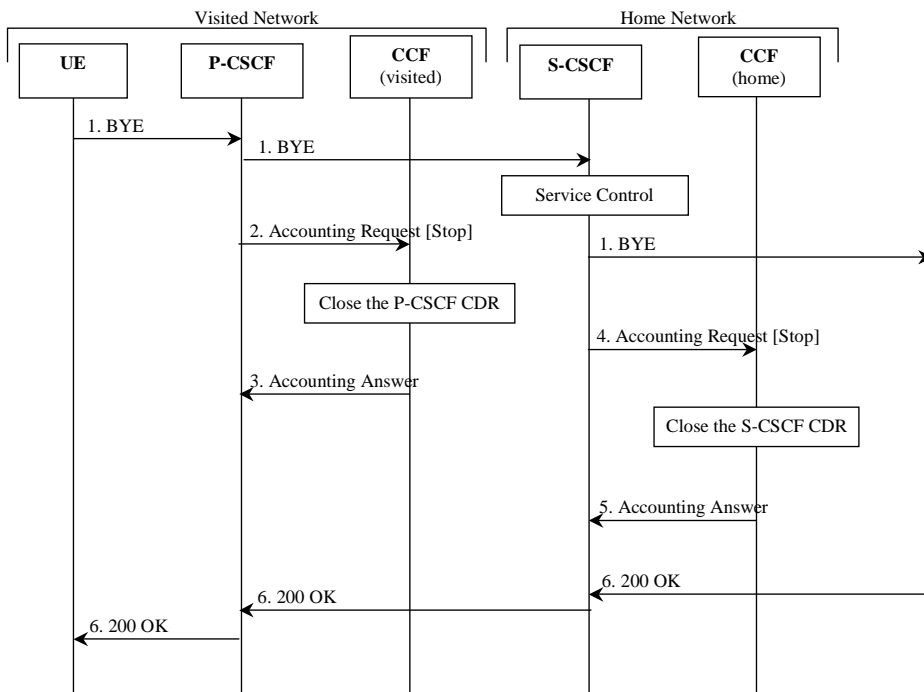 Visited Network
Home Network
UE
P-CSCF
CCF
(visited)
S-CSCF
CCF
(home)
1. BYE
1. BYE
Service Control
2. Accounting Request [Stop]
1. BYE
Close the P-CSCF CDR
4. Accounting Request [Stop]
3. Accounting Answer
Close the S-CSCF CDR
5. Accounting Answer
6. 200 OK
6. 200 OK
6. 200 OK